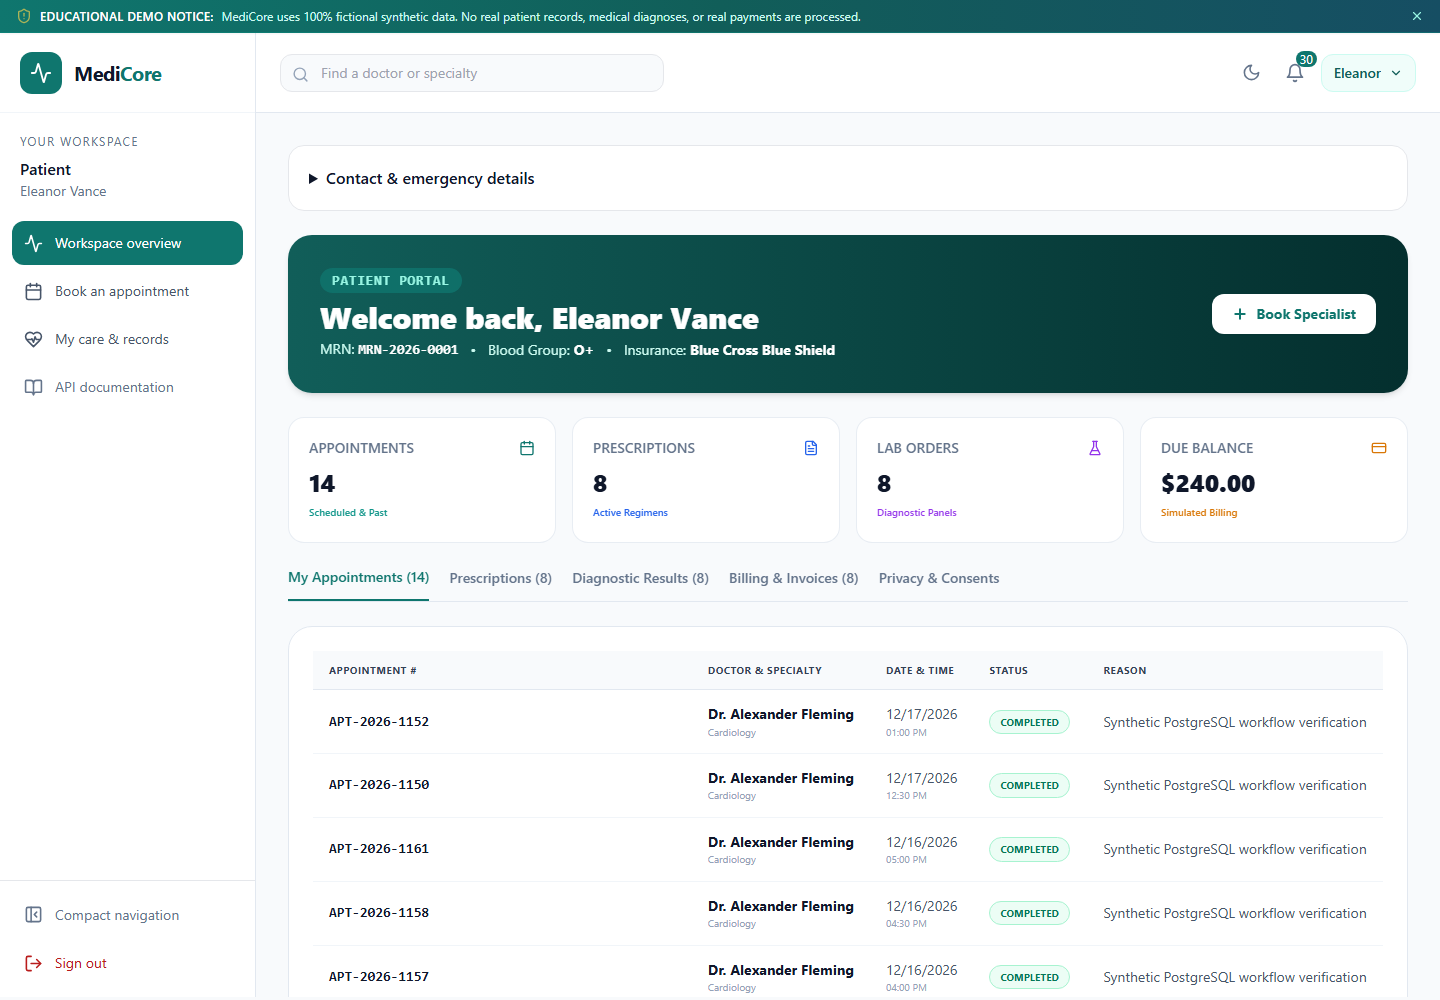 EDUCATIONAL DEMO NOTICE: MediCore uses 100% fictional synthetic data. No real patient records, medical diagnoses, or real payments are processed.
MediCore
Find a doctor or specialty
30
Eleanor
YOUR WORKSPACE
Patient
Eleanor Vance
Workspace overview
Book an appointment
My care & records
API documentation
Compact navigation
Sign out
Contact & emergency details
PATIENT PORTAL
Welcome back, Eleanor Vance
MRN: MRN-2026-0001 • Blood Group: O+ • Insurance: Blue Cross Blue Shield
Book Specialist
APPOINTMENTS
14
Scheduled & Past
PRESCRIPTIONS
8
Active Regimens
LAB ORDERS
8
Diagnostic Panels
DUE BALANCE
$240.00
Simulated Billing
My Appointments (14) Prescriptions (8) Diagnostic Results (8) Billing & Invoices (8) Privacy & Consents
APPOINTMENT # DOCTOR & SPECIALTY DATE & TIME STATUS REASON
APT-2026-1152 Dr. Alexander Fleming 12/17/2026 COMPLETED Synthetic PostgreSQL workflow verification
Cardiology 01:00 PM
APT-2026-1150 Dr. Alexander Fleming 12/17/2026 COMPLETED Synthetic PostgreSQL workflow verification
Cardiology 12:30 PM
APT-2026-1161 Dr. Alexander Fleming 12/16/2026 COMPLETED Synthetic PostgreSQL workflow verification
Cardiology 05:00 PM
APT-2026-1158 Dr. Alexander Fleming 12/16/2026 COMPLETED Synthetic PostgreSQL workflow verification
Cardiology 04:30 PM
APT-2026-1157 Dr. Alexander Fleming 12/16/2026 COMPLETED Synthetic PostgreSQL workflow verification
Cardiology 04:00 PM